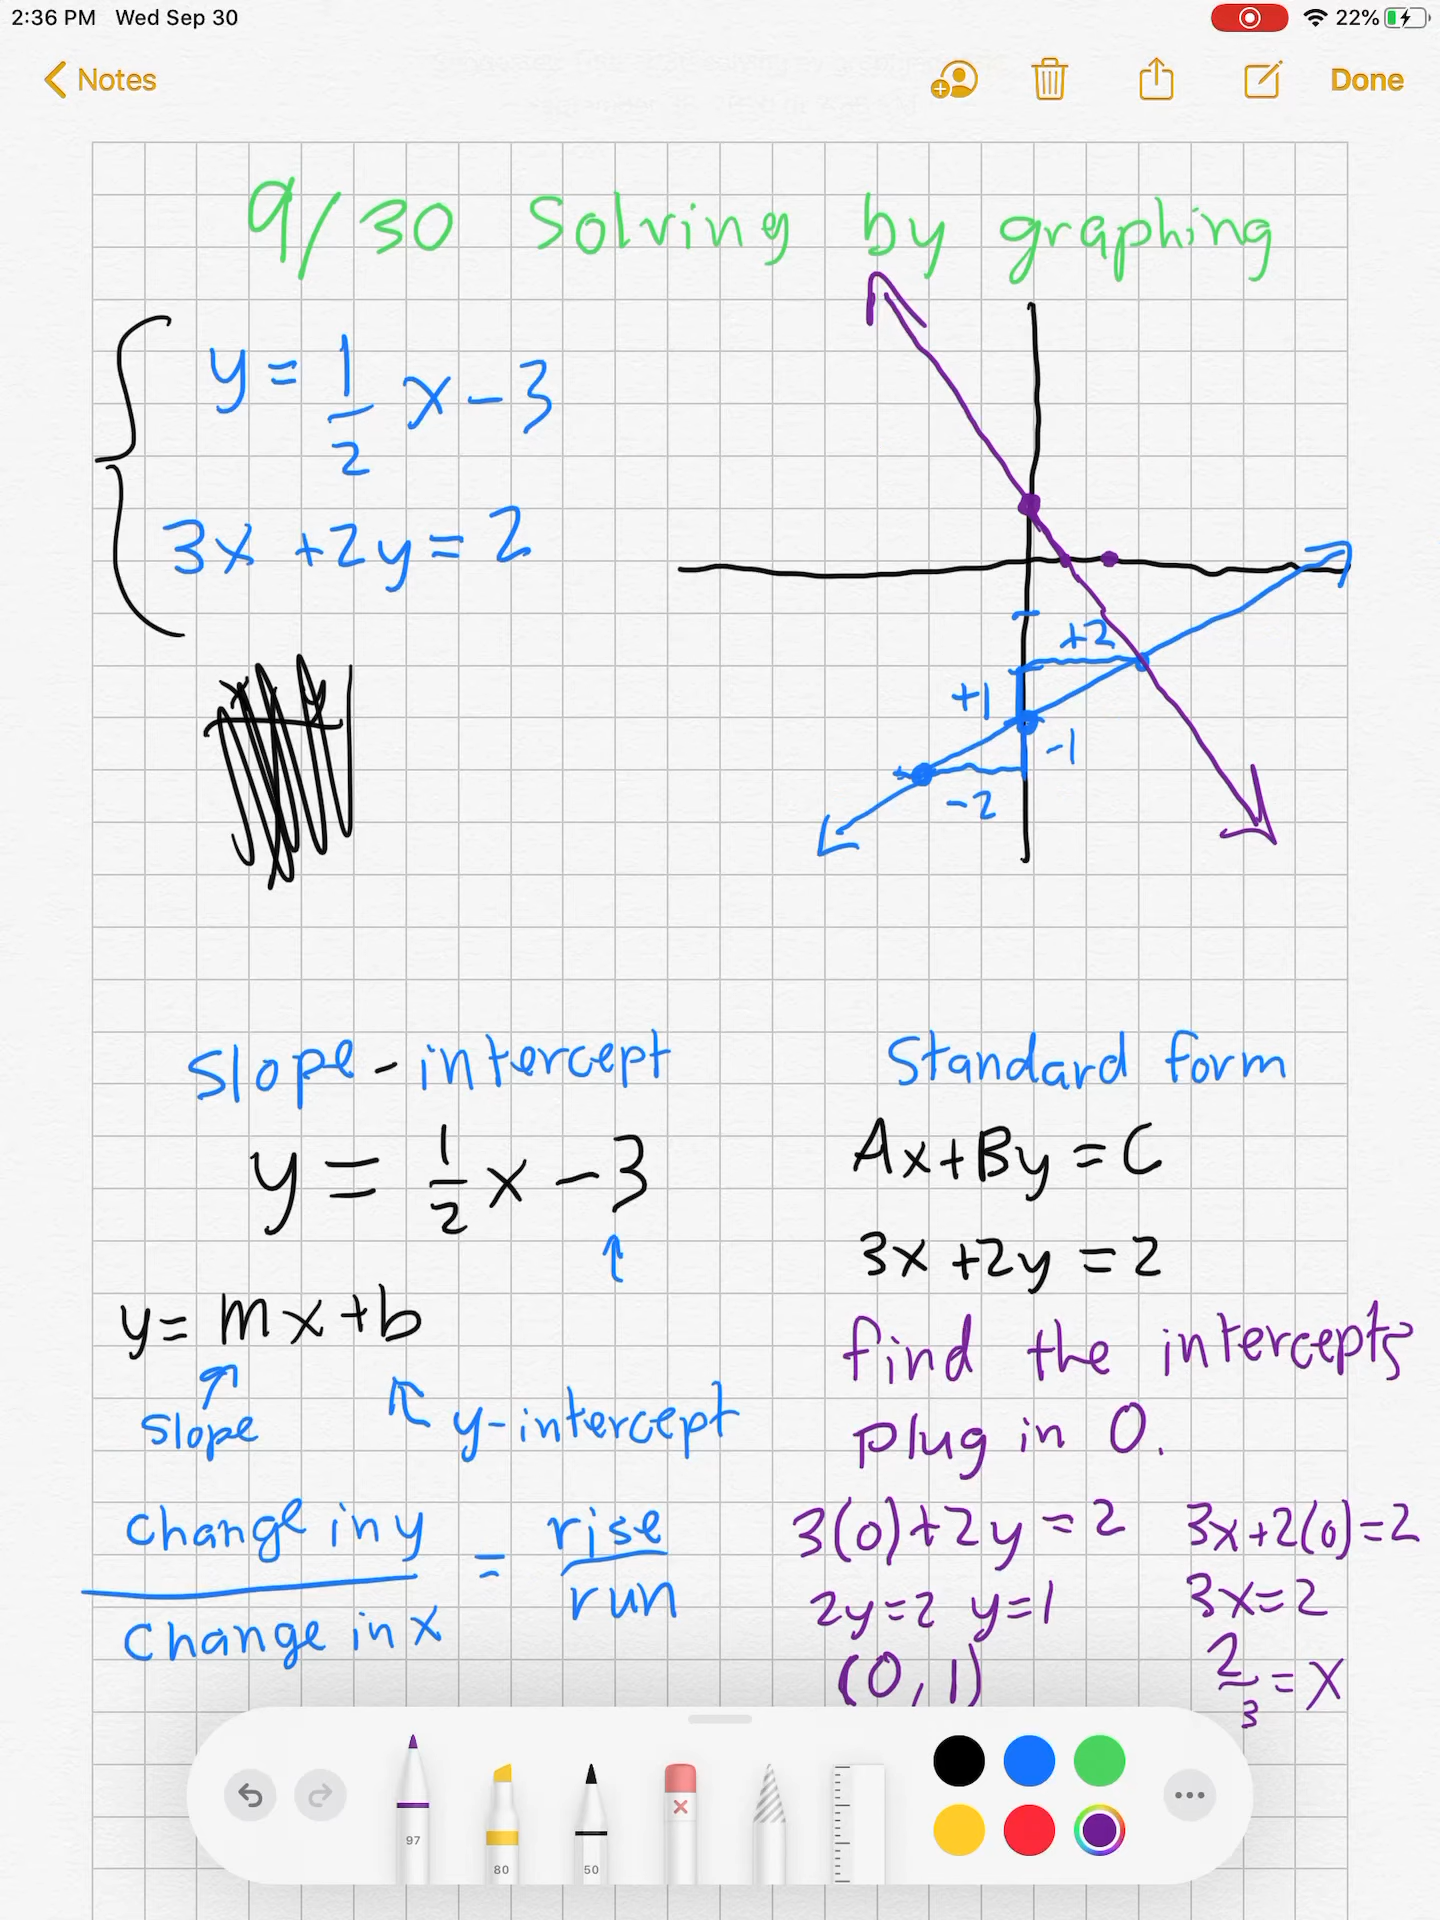 2:36 PM Wed Sep 30 22%
Notes Done
9/30 Solving by graphing
y = 1/2 x - 3
3x + 2y = 2
+2
+1
-1
-2
Slope - intercept
y = 1/2 x - 3
y = mx + b
slope
y-intercept
change in y / change in x = rise / run
Standard form
Ax + By = C
3x + 2y = 2
find the intercepts
plug in 0.
3(0) + 2y = 2
2y = 2 y = 1
(0, 1)
3x + 2(0) = 2
3x = 2
2/3 = x
97
80
50